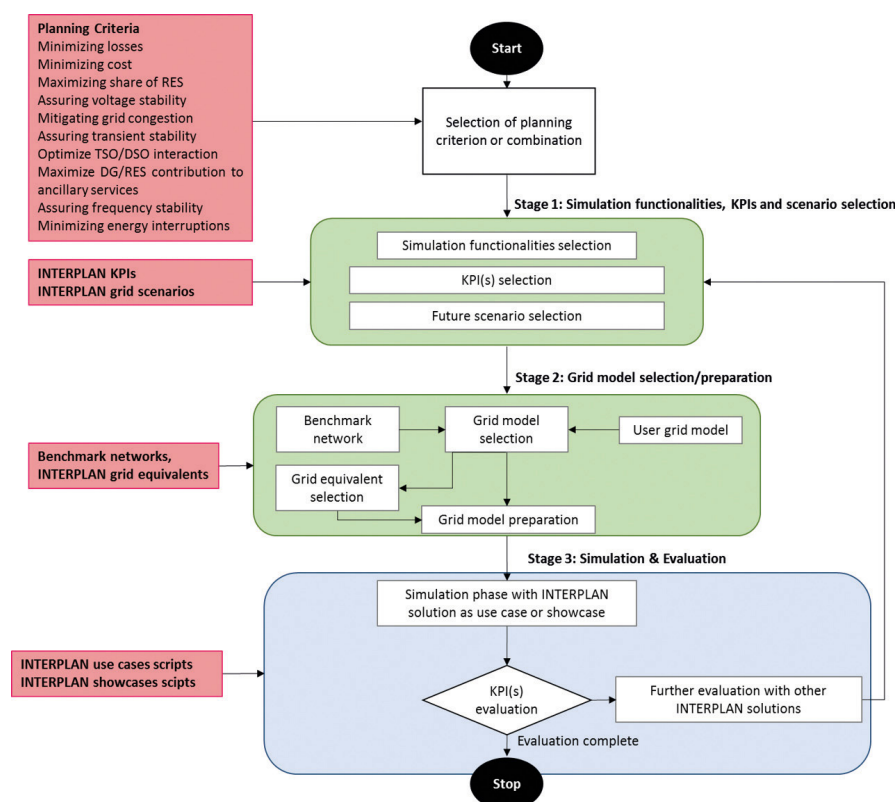 Planning Criteria
Minimizing losses
Minimizing cost
Maximizing share of RES
Assuring voltage stability
Mitigating grid congestion
Assuring transient stability
Optimize TSO/DSO interaction
Maximize DG/RES contribution to
ancillary services
Assuring frequency stability
Minimizing energy interruptions
Start
Selection of planning
criterion or combination
Stage 1: Simulation functionalities, KPIs and scenario selection
INTERPLAN KPIs
INTERPLAN grid scenarios
Simulation functionalities selection
KPI(s) selection
Future scenario selection
Stage 2: Grid model selection/preparation
Benchmark networks,
INTERPLAN grid equivalents
Benchmark
network
Grid model
selection
User grid model
Grid equivalent
selection
Grid model preparation
Stage 3: Simulation & Evaluation
INTERPLAN use cases scripts
INTERPLAN showcases scipts
Simulation phase with INTERPLAN
solution as use case or showcase
KPI(s)
evaluation
Further evaluation with other
INTERPLAN solutions
Evaluation complete
Stop